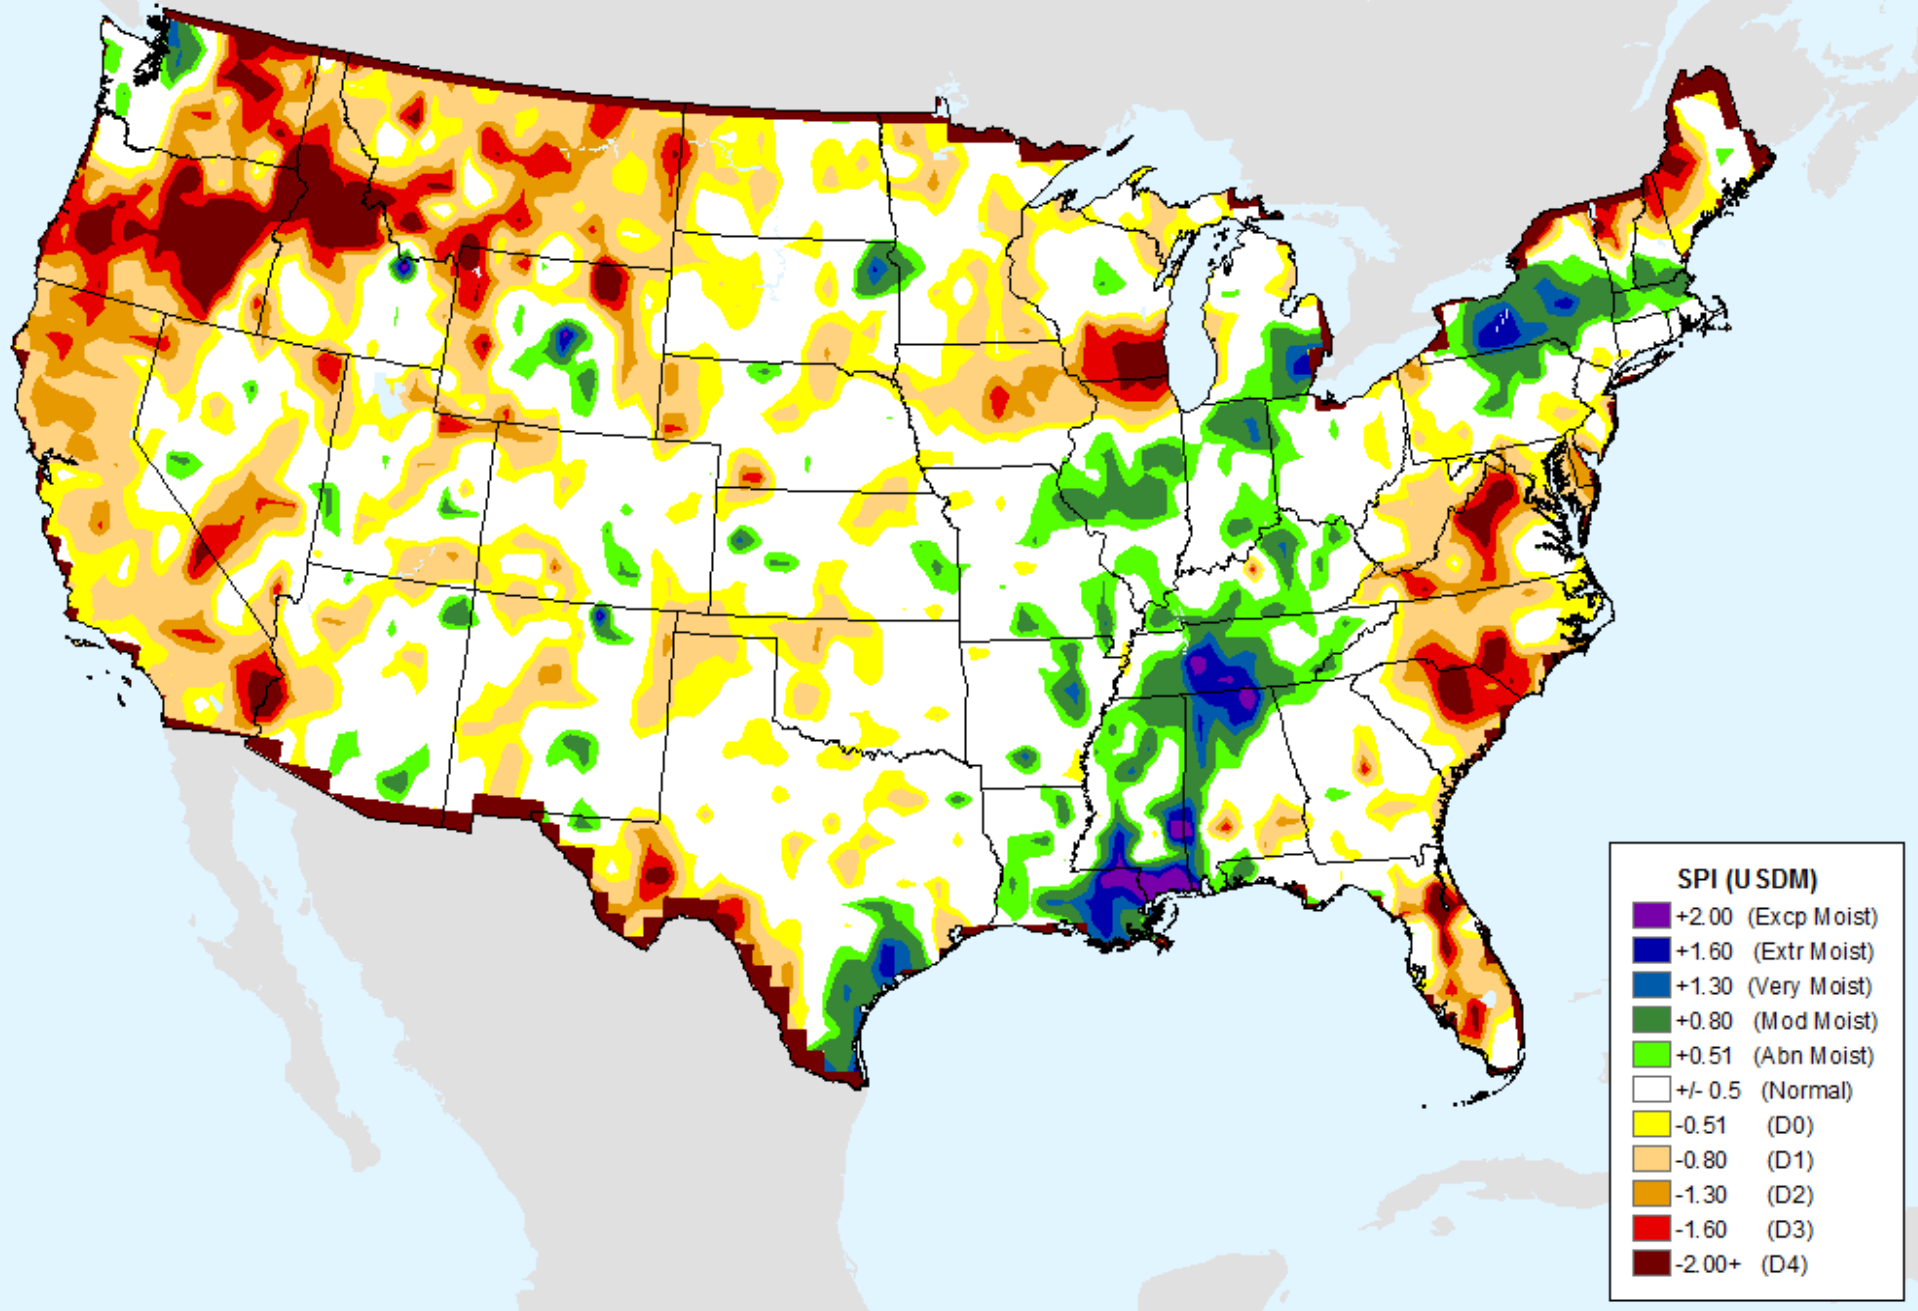 SPI (USDM)
+2.00 (Excp Moist)
+1.60 (Extr Moist)
+1.30 (Very Moist)
+0.80 (Mod Moist)
+0.51 (Abn Moist)
+/- 0.5 (Normal)
-0.51 (D0)
-0.80 (D1)
-1.30 (D2)
-1.60 (D3)
-2.00+ (D4)